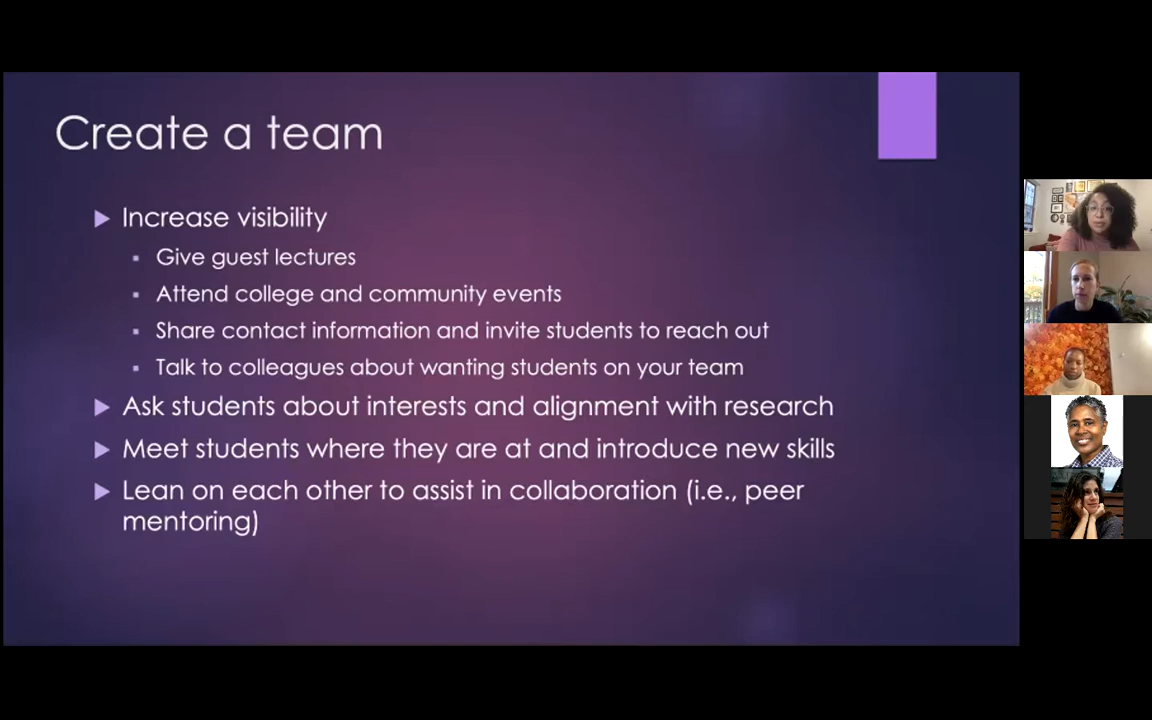 Create a team
Increase visibility
Give guest lectures
Attend college and community events
Share contact information and invite students to reach out
Talk to colleagues about wanting students on your team
Ask students about interests and alignment with research
Meet students where they are at and introduce new skills
Lean on each other to assist in collaboration (i.e., peer
mentoring)